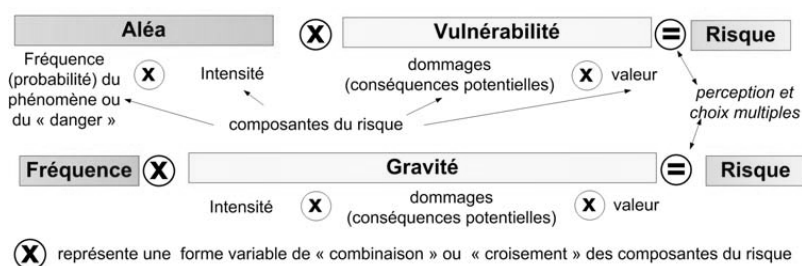 Aléa X Vulnérabilité = Risque
Fréquence
(probabilité) du
phénomène ou
du « danger »
X
Intensité
dommages
(conséquences potentielles)
X
valeur
composantes du risque
perception et
choix multiples
Fréquence X Gravité = Risque
Intensité
X
dommages
(conséquences potentielles)
X
valeur
X représente une forme variable de « combinaison » ou « croisement » des composantes du risque